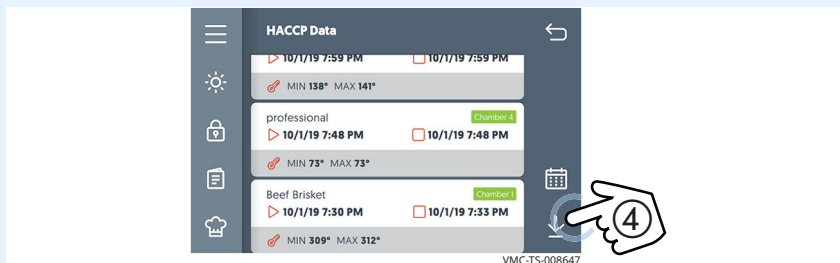 HACCP Data
10/1/19 7:59 PM 10/1/19 7:59 PM
MIN 138° MAX 141°
professional Chamber 4
10/1/19 7:48 PM 10/1/19 7:48 PM
MIN 73° MAX 73°
Beef Brisket Chamber 1
10/1/19 7:30 PM 10/1/19 7:33 PM
MIN 309° MAX 312°
4
VMC-TS-008647